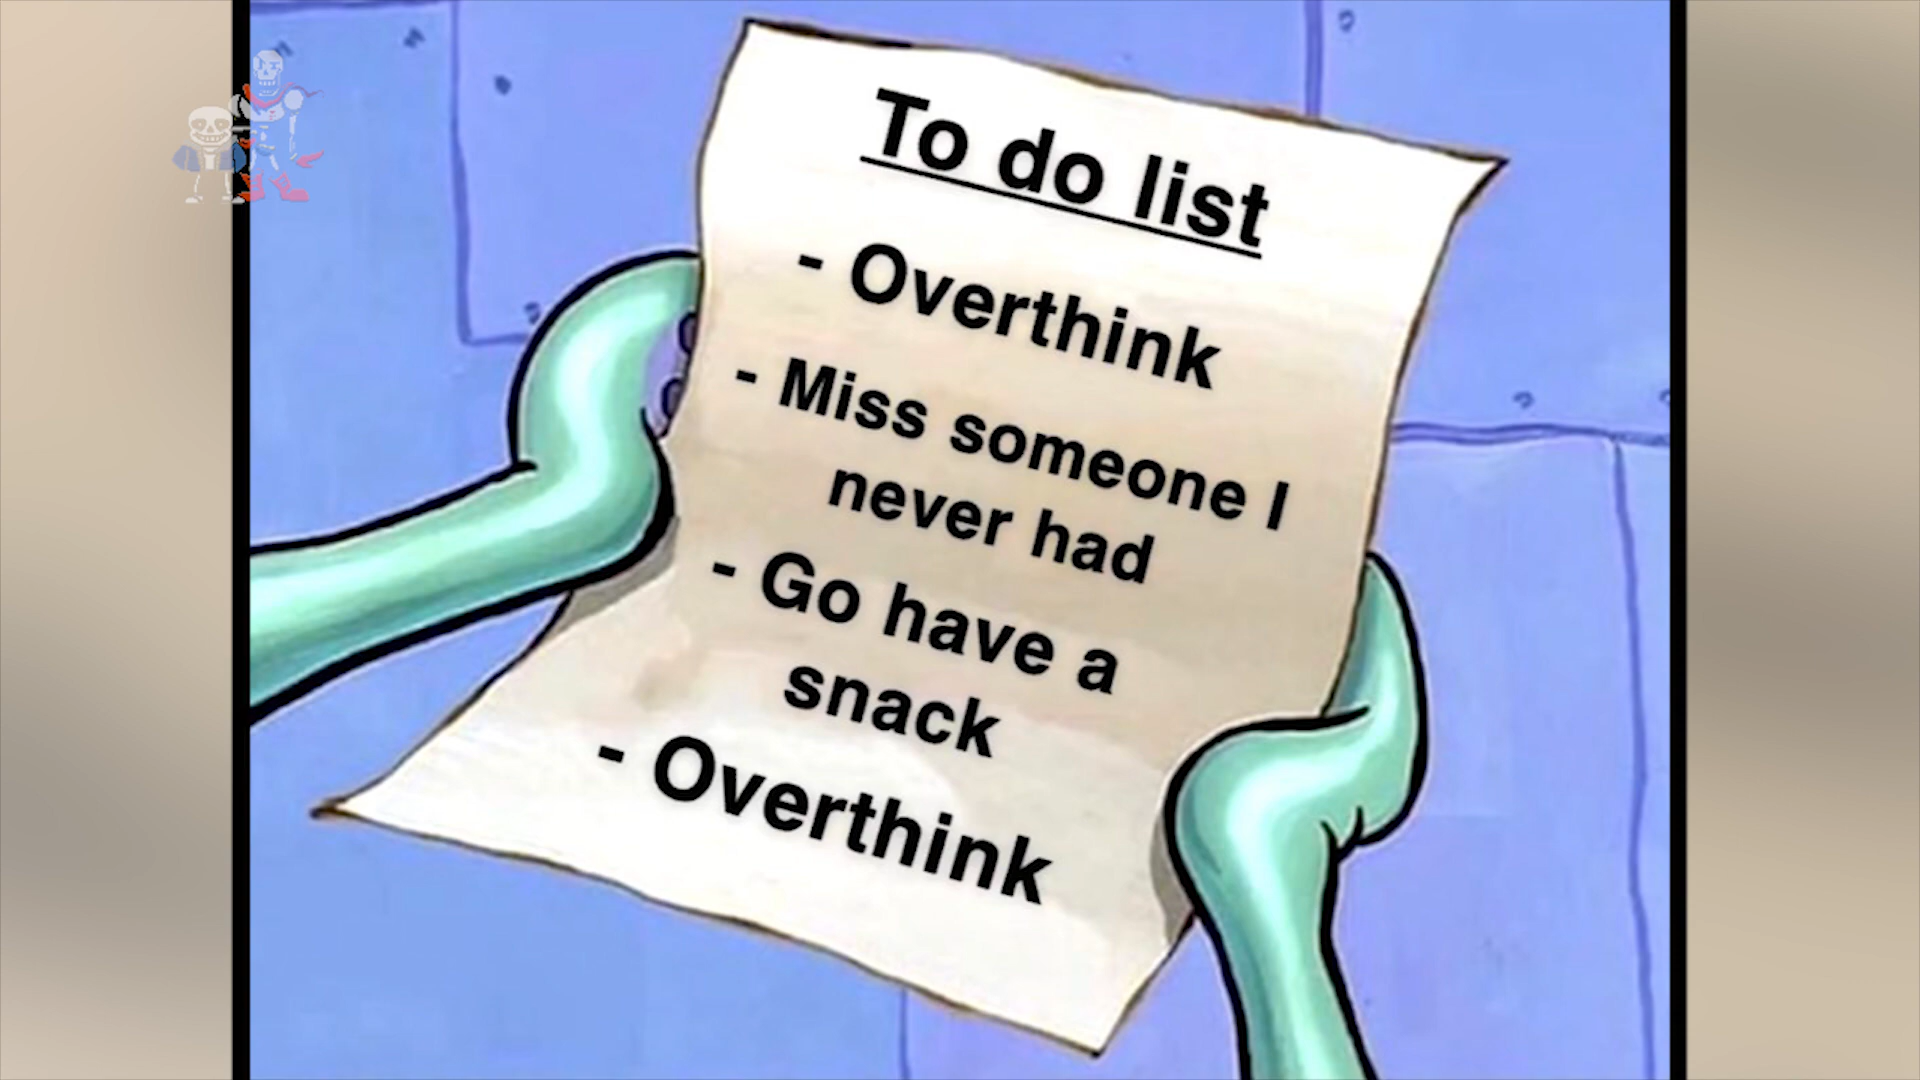 To do list
- Overthink
- Miss someone I
never had
- Go have a
snack
- Overthink